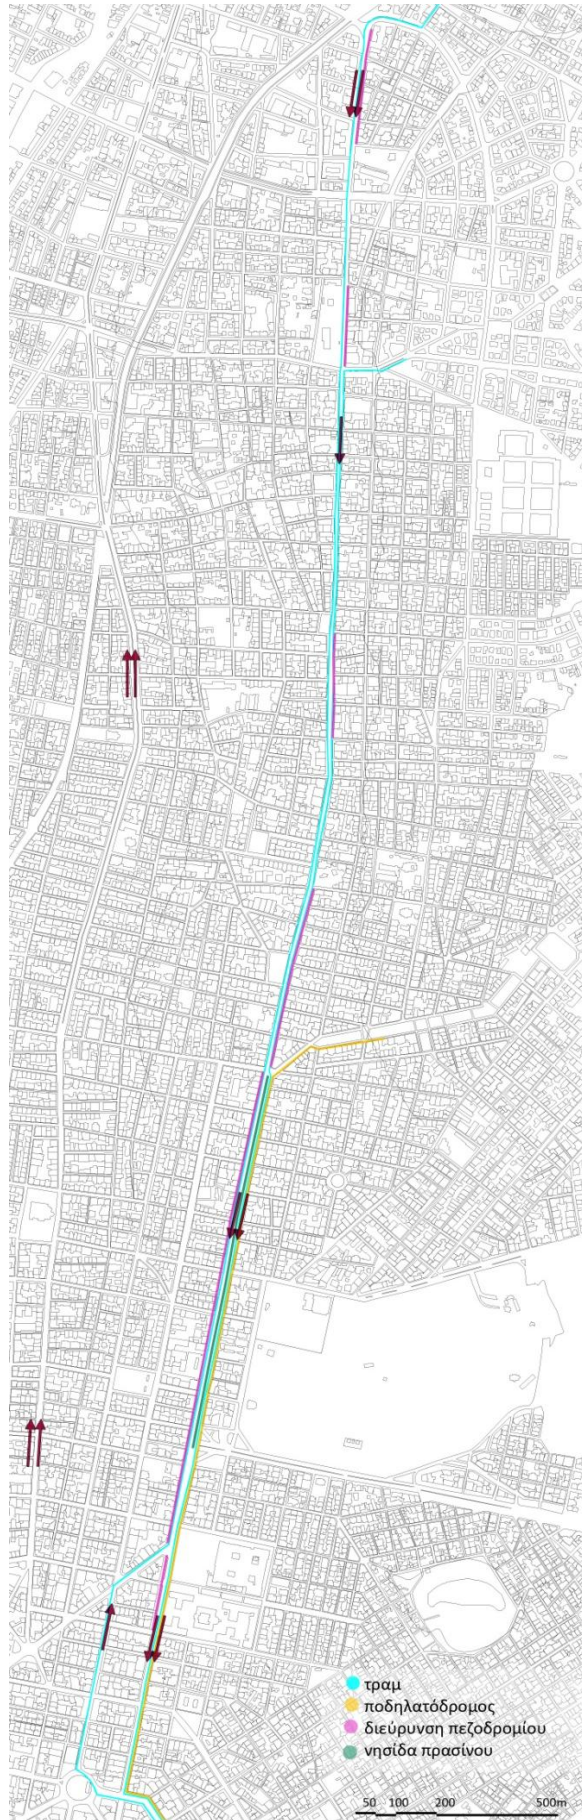 τραμ
ποδηλατόδρομος
διεύρυνση πεζοδρομίου
νησίδα πρασίνου
50 100 200 500m